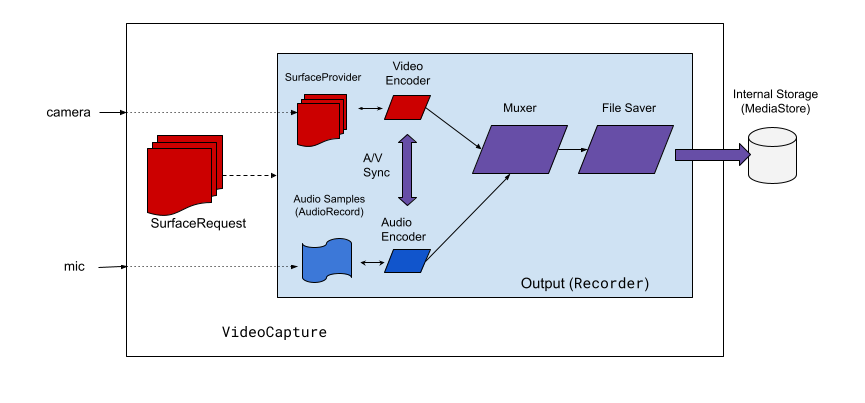 SurfaceProvider
Video
Encoder
Internal Storage
(MediaStore)
camera
Muxer
File Saver
A/V
Sync
SurfaceRequest
Audio Samples
(AudioRecord)
Audio
Encoder
mic
Output (Recorder)
VideoCapture